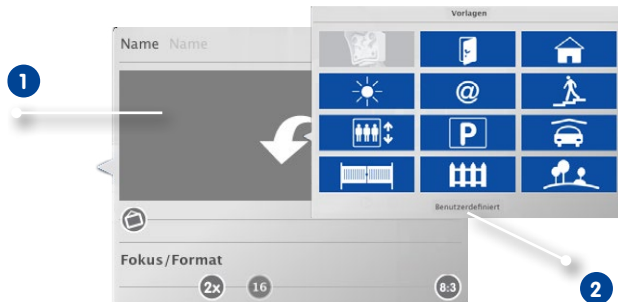 Vorlagen
Name Name
1
@
P
Benutzerdefiniert
Fokus/Format
2x 16 8:3
2